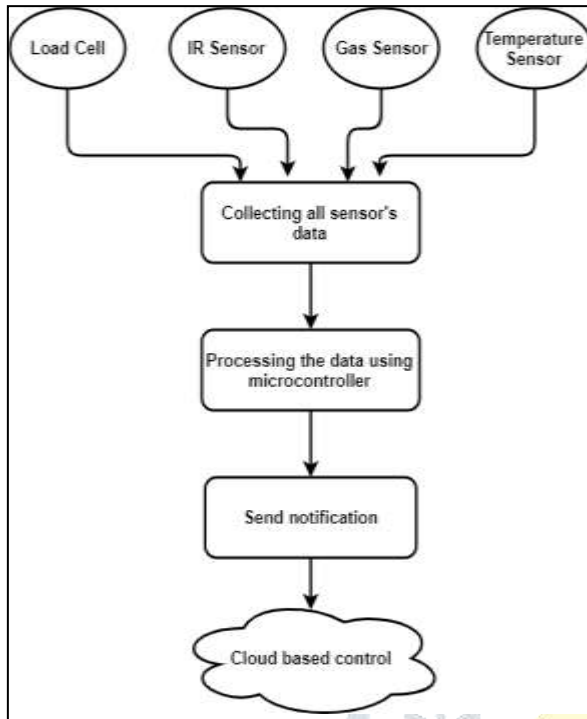 Load Cell
IR Sensor
Gas Sensor
Temperature
Sensor
Collecting all sensor's
data
Processing the data using
microcontroller
Send notification
Cloud based control